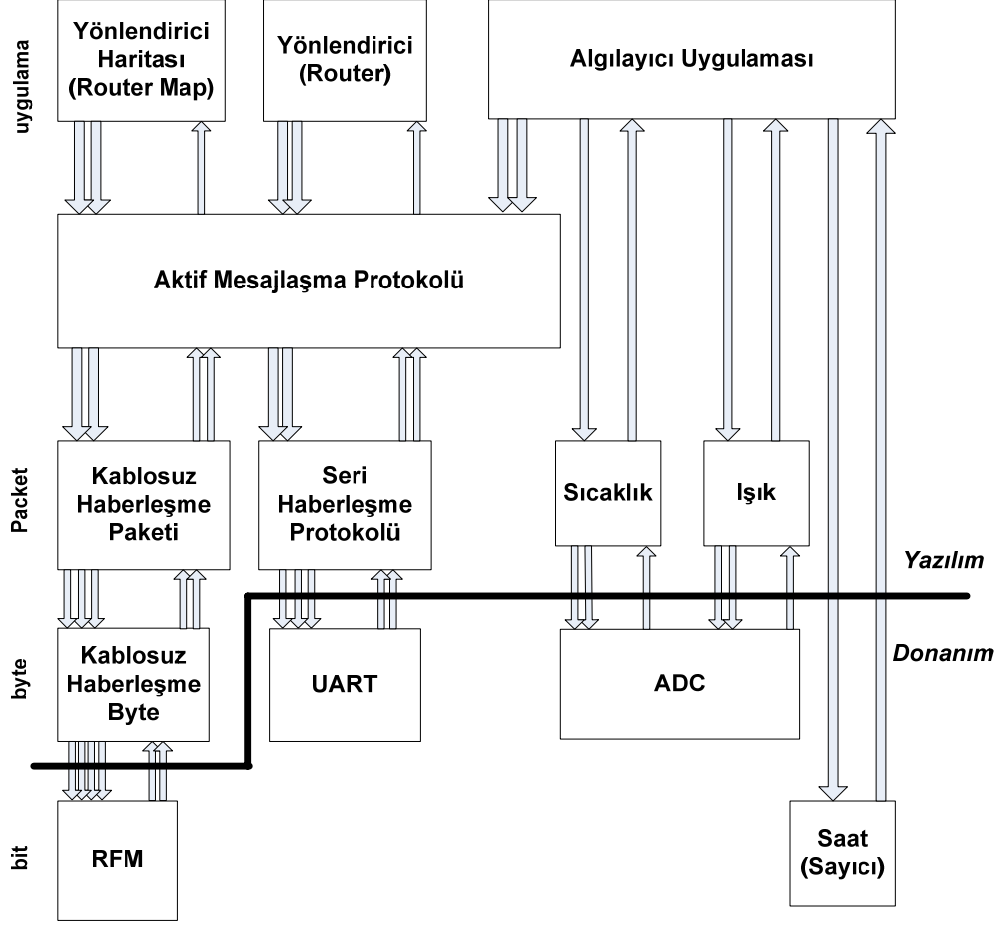 uygulama
Yönlendirici
Haritası
(Router Map)
Yönlendirici
(Router)
Algılayıcı Uygulaması
Aktif Mesajlaşma Protokolü
Packet
Kablosuz
Haberleşme
Paketi
Seri
Haberleşme
Protokolü
Sıcaklık
Işık
Yazılım
Donanım
byte
Kablosuz
Haberleşme
Byte
UART
ADC
bit
RFM
Saat
(Sayıcı)